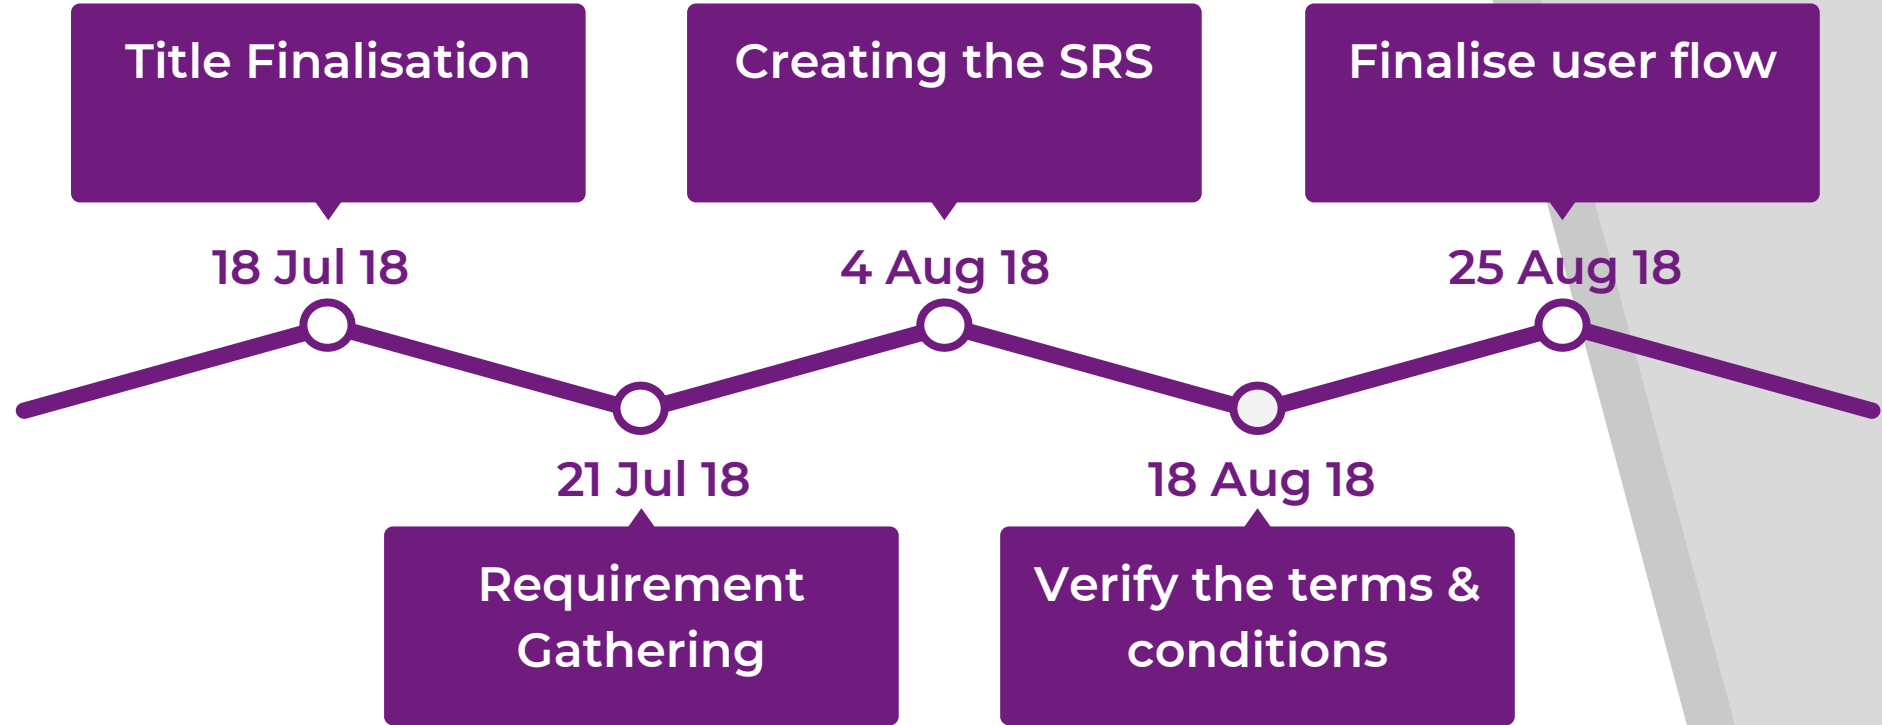 Title Finalisation
Creating the SRS
Finalise user flow
18 Jul 18
4 Aug 18
25 Aug 18
21 Jul 18
18 Aug 18
Requirement
Gathering
Verify the terms &
conditions